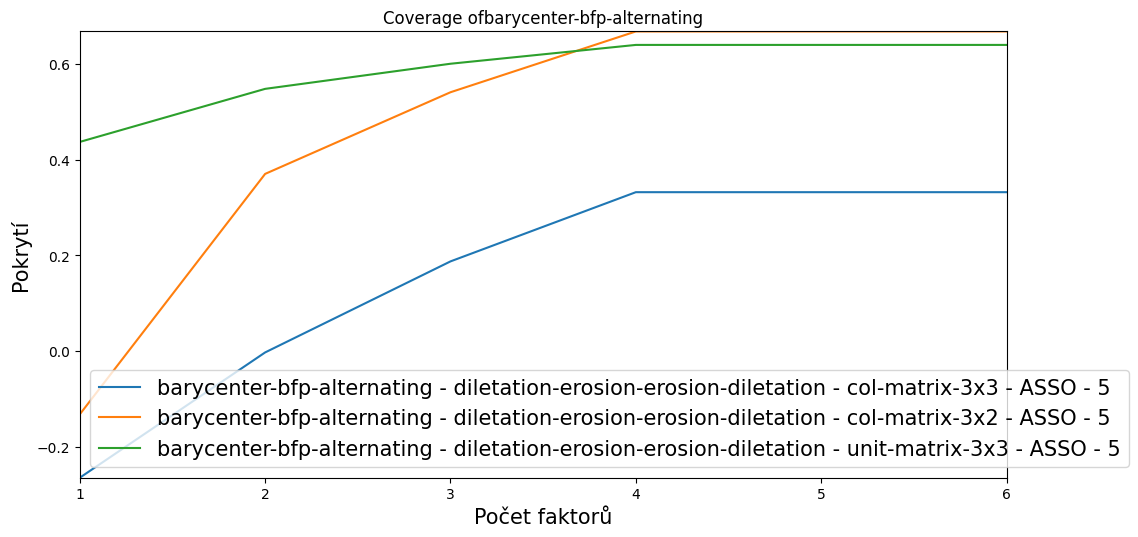 Coverage ofbarycenter-bfp-alternating
Pokrytí
0.6
0.4
0.2
0.0
−0.2
barycenter-bfp-alternating - diletation-erosion-erosion-diletation - col-matrix-3x3 - ASSO - 5
barycenter-bfp-alternating - diletation-erosion-erosion-diletation - col-matrix-3x2 - ASSO - 5
barycenter-bfp-alternating - diletation-erosion-erosion-diletation - unit-matrix-3x3 - ASSO - 5
1 2 3 4 5 6
Počet faktorů